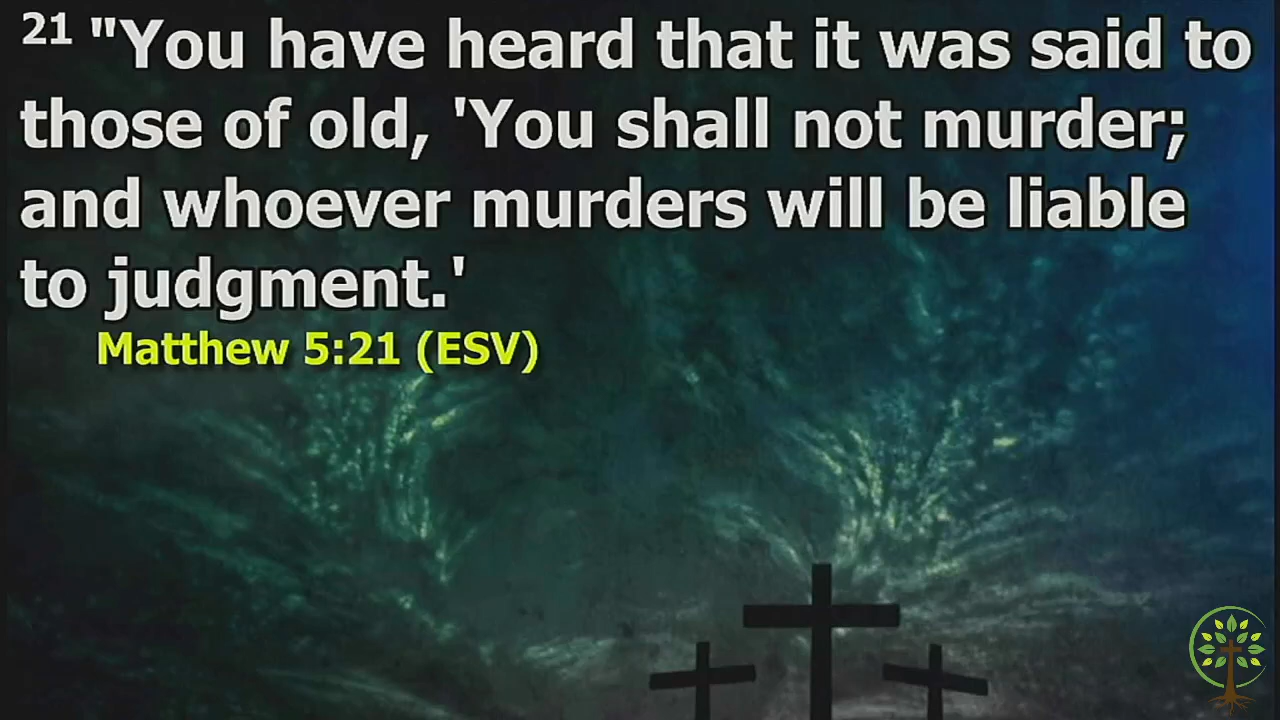 21 "You have heard that it was said to
those of old, 'You shall not murder;
and whoever murders will be liable
to judgment.'
Matthew 5:21 (ESV)